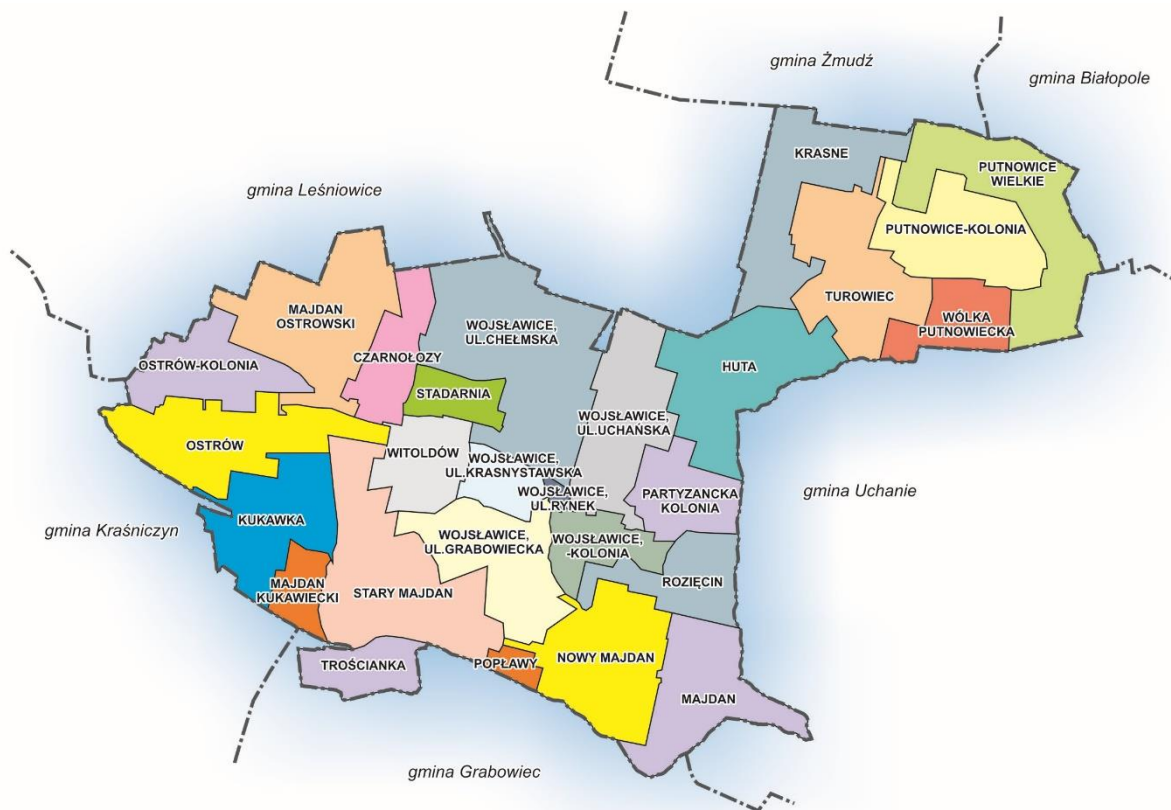 gmina Żmudź
gmina Białopole
KRASNE
PUTNOWICE
WIELKIE
gmina Leśniowice
PUTNOWICE-KOLONIA
TUROWIEC
MAJDAN
OSTROWSKI
WÓLKA
PUTNOWIECKA
WOJSŁAWICE,
UL.CHEŁMSKA
CZARNOŁOZY
OSTRÓW-KOLONIA
HUTA
STADARNIA
WOJSŁAWICE,
UL.UCHAŃSKA
OSTRÓW
WITOLDÓW
WOJSŁAWICE,
UL.KRASNYSTAWSKA
WOJSŁAWICE,
UL.RYNEK
PARTYZANCKA
KOLONIA
gmina Uchanie
gmina Kraśniczyn
KUKAWKA
WOJSŁAWICE,
UL.GRABOWIECKA
WOJSŁAWICE,
-KOLONIA
MAJDAN
KUKAWIECKI
STARY MAJDAN
ROZIĘCIN
TROŚCIANKA
POPŁAWY
NOWY MAJDAN
MAJDAN
gmina Grabowiec